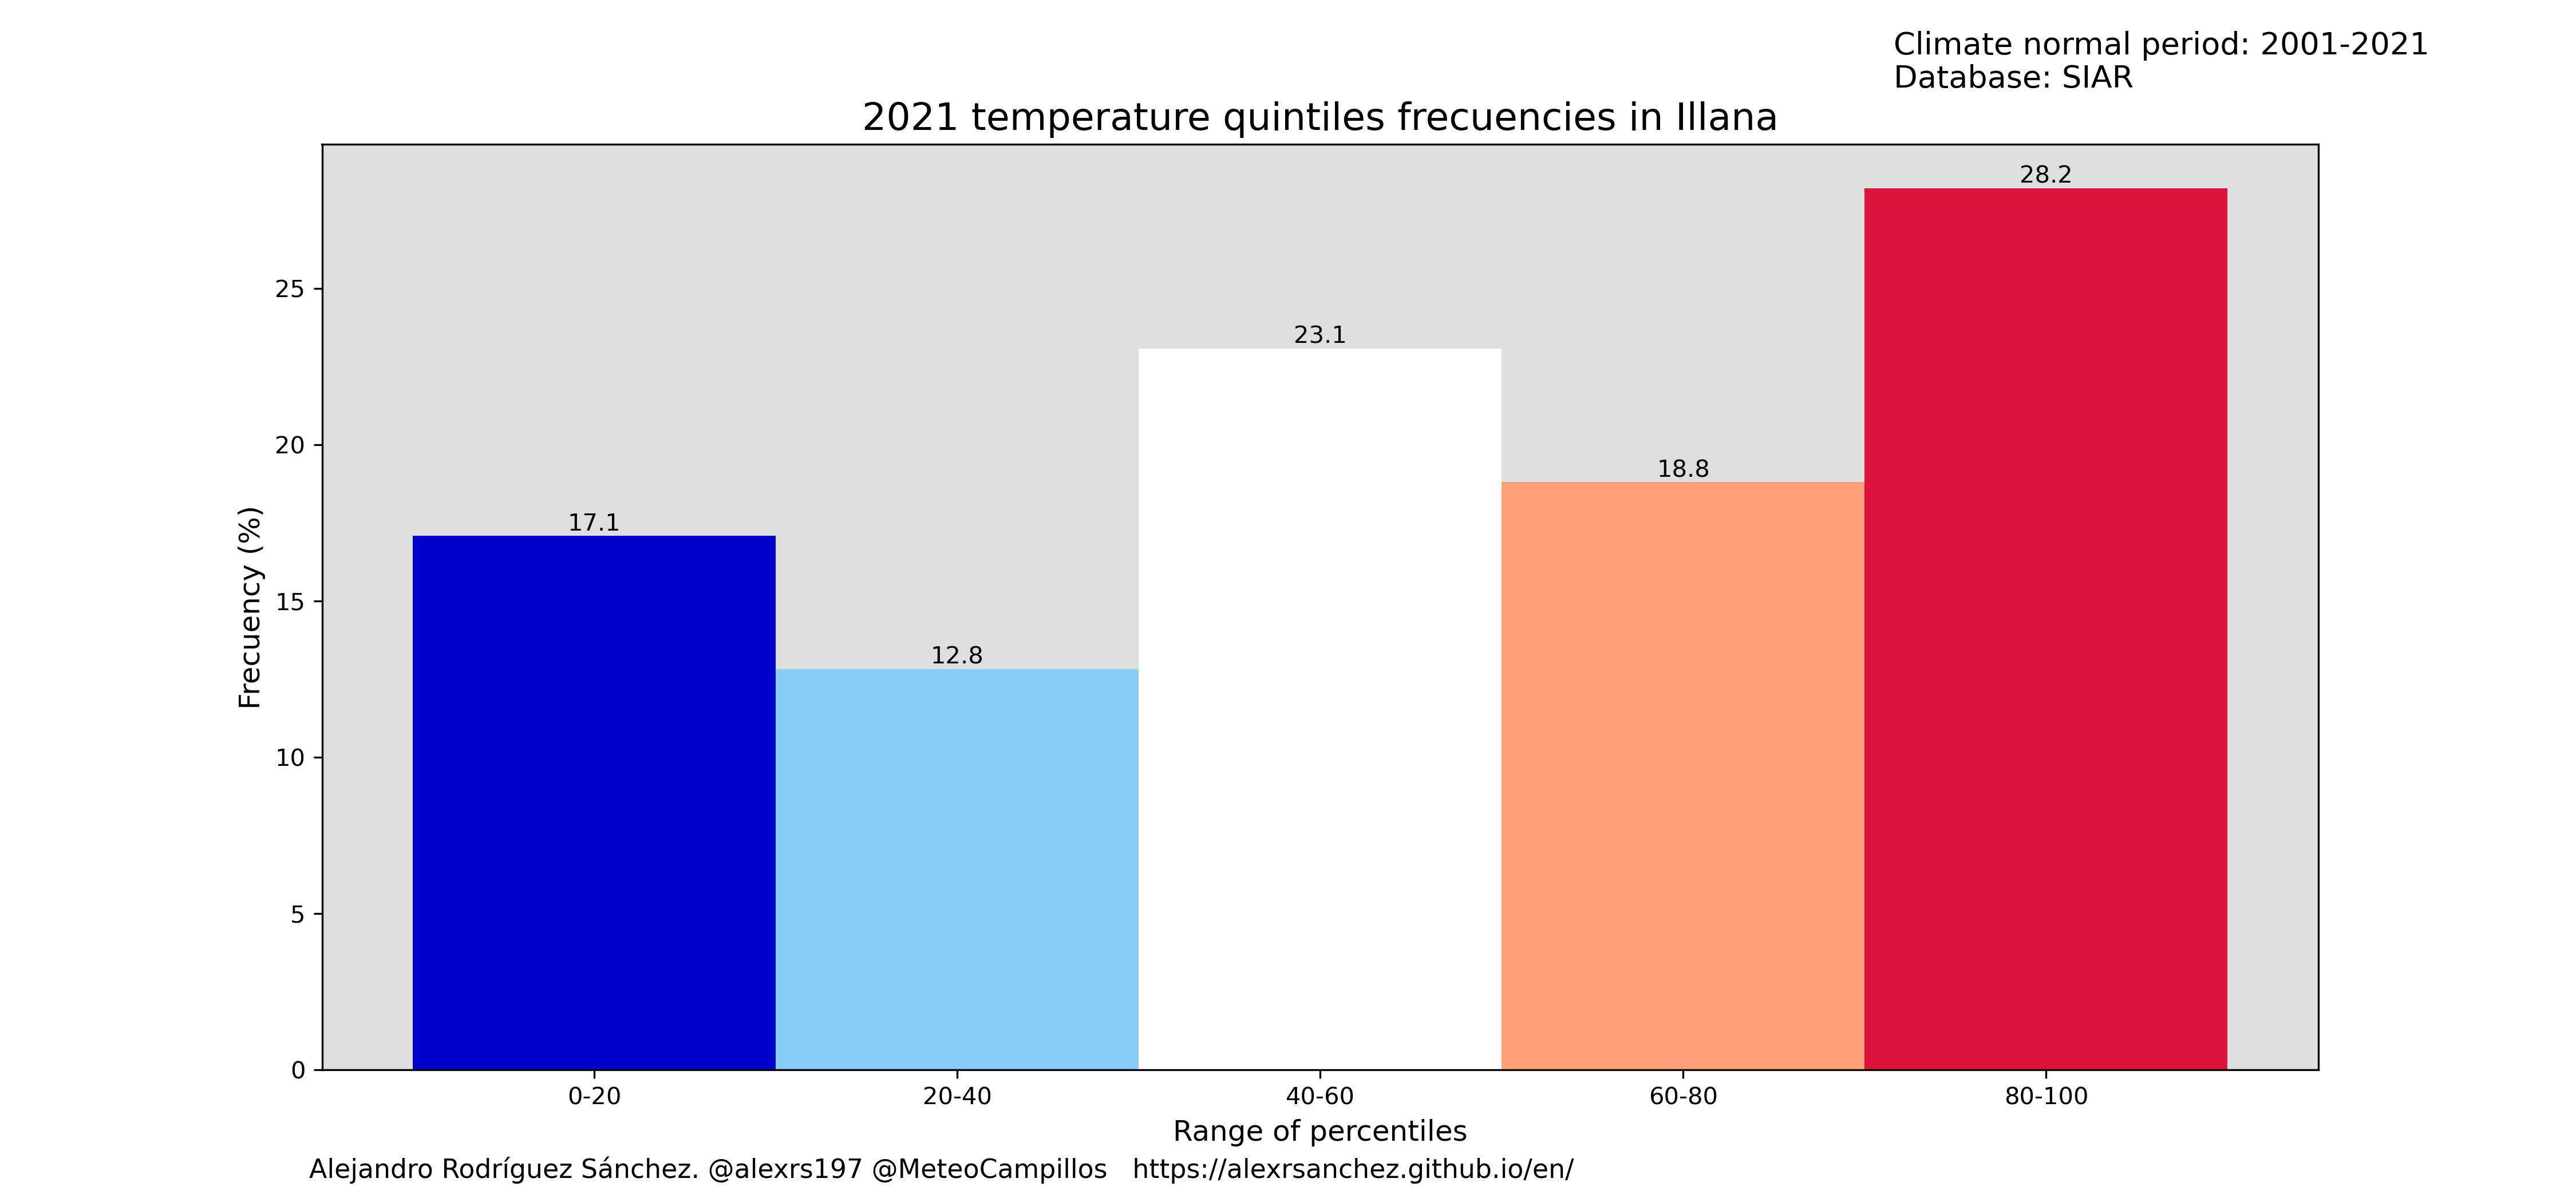 Climate normal period: 2001-2021
Database: SIAR
2021 temperature quintiles frecuencies in Illana
28.2
25
23.1
20
18.8
17.1
15
12.8
10
5
0
Frecuency (%)
0-20 20-40 40-60 60-80 80-100
Range of percentiles
Alejandro Rodríguez Sánchez. @alexrs197 @MeteoCampillos https://alexrsanchez.github.io/en/